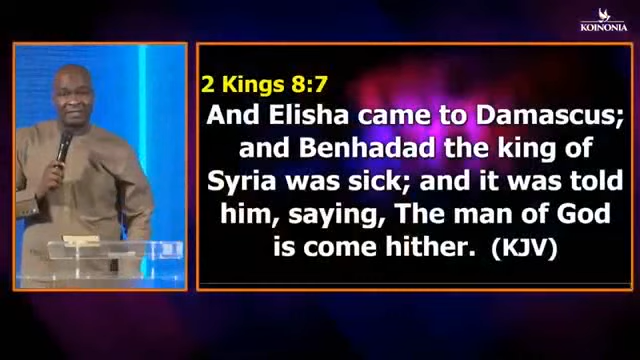 KOINONIA
2 Kings 8:7
And Elisha came to Damascus;
and Benhadad the king of
Syria was sick; and it was told
him, saying, The man of God
is come hither. (KJV)